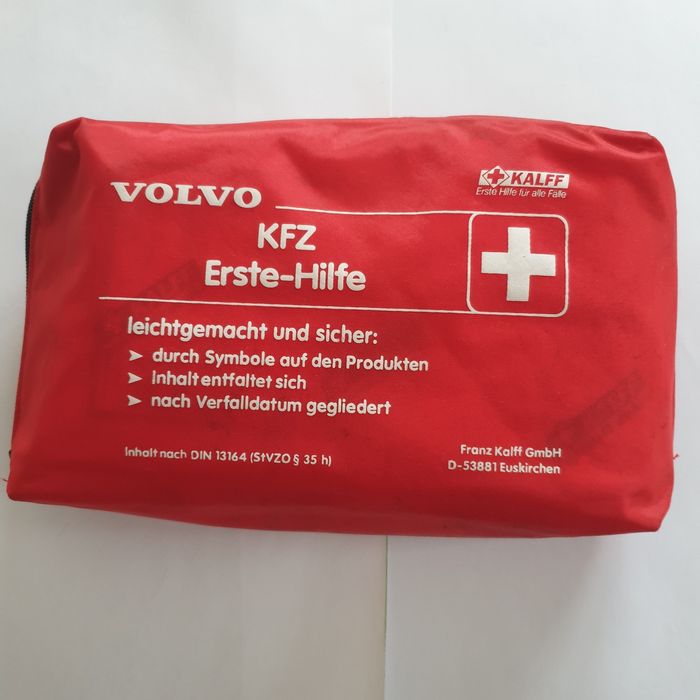 VOLVO
KALFF
Erste Hilfe für alle Fälle
KFZ
Erste-Hilfe
leichtgemacht und sicher:
➤ durch Symbole auf den Produkten
➤ Inhalt entfaltet sich
➤ nach Verfalldatum gegliedert
Inhalt nach DIN 13164 (StVZO § 35 h)
Franz Kalff GmbH
D-53881 Euskirchen